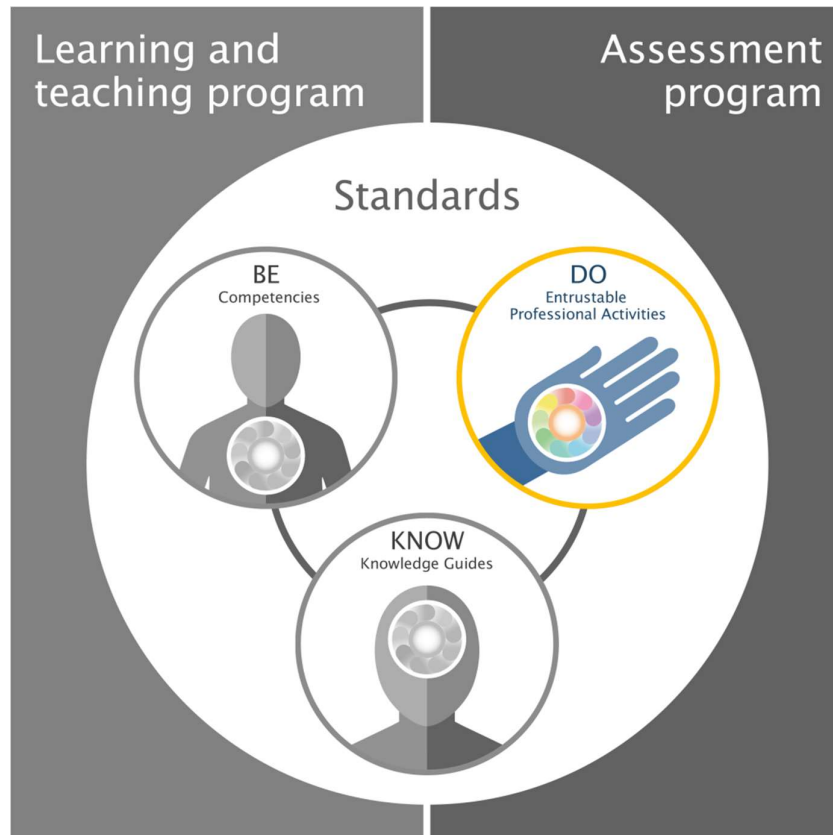 Learning and
teaching program
Assessment
program
Standards
BE
Competencies
DO
Entrustable
Professional Activities
KNOW
Knowledge Guides